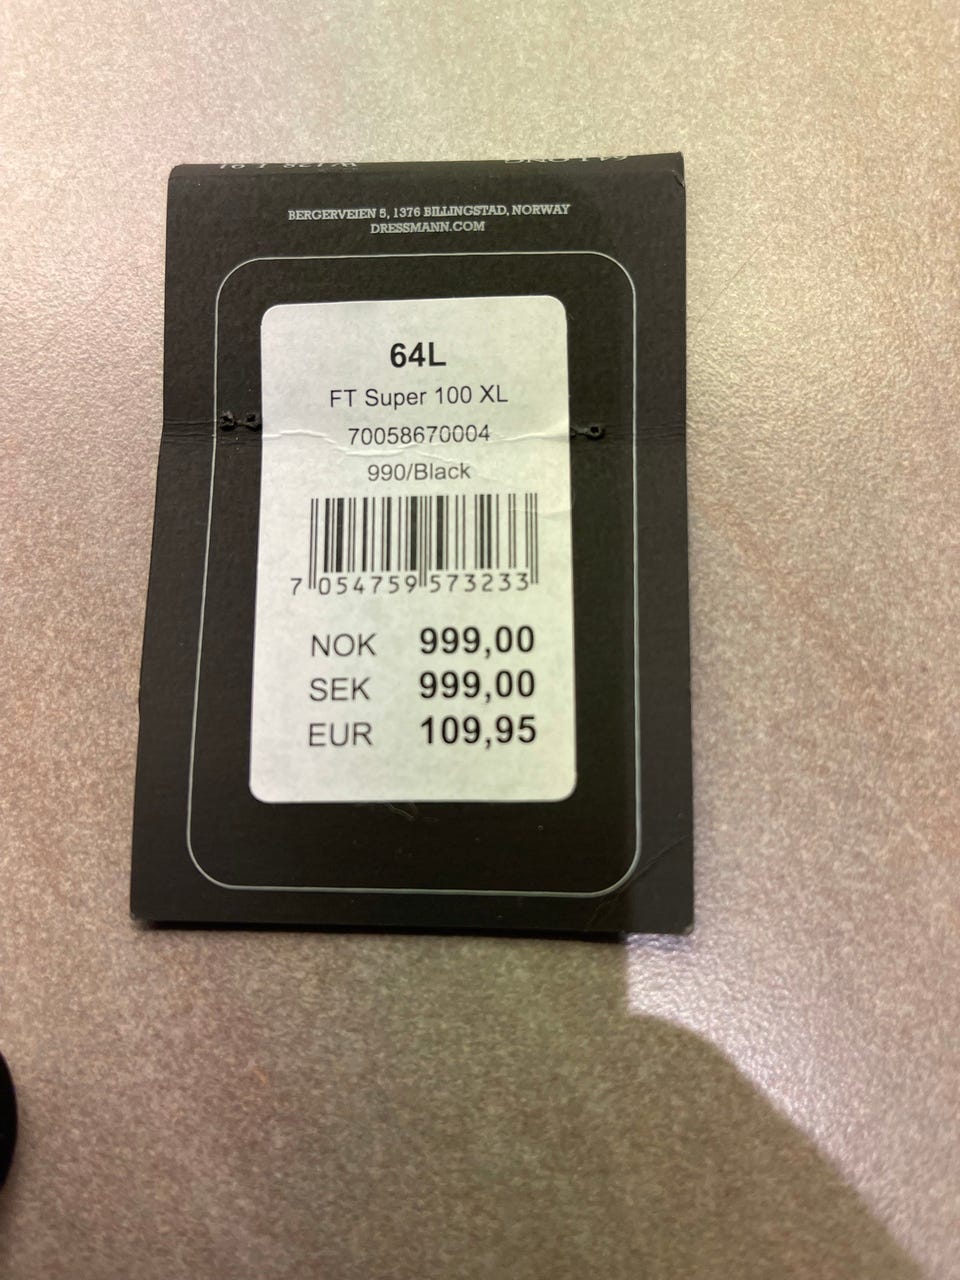 BERGERVEIEN 5, 1376 BILLINGSTAD, NORWAY
DRESSMANN.COM
64L
FT Super 100 XL
70058670004
990/Black
7 054759 573233
NOK 999,00
SEK 999,00
EUR 109,95